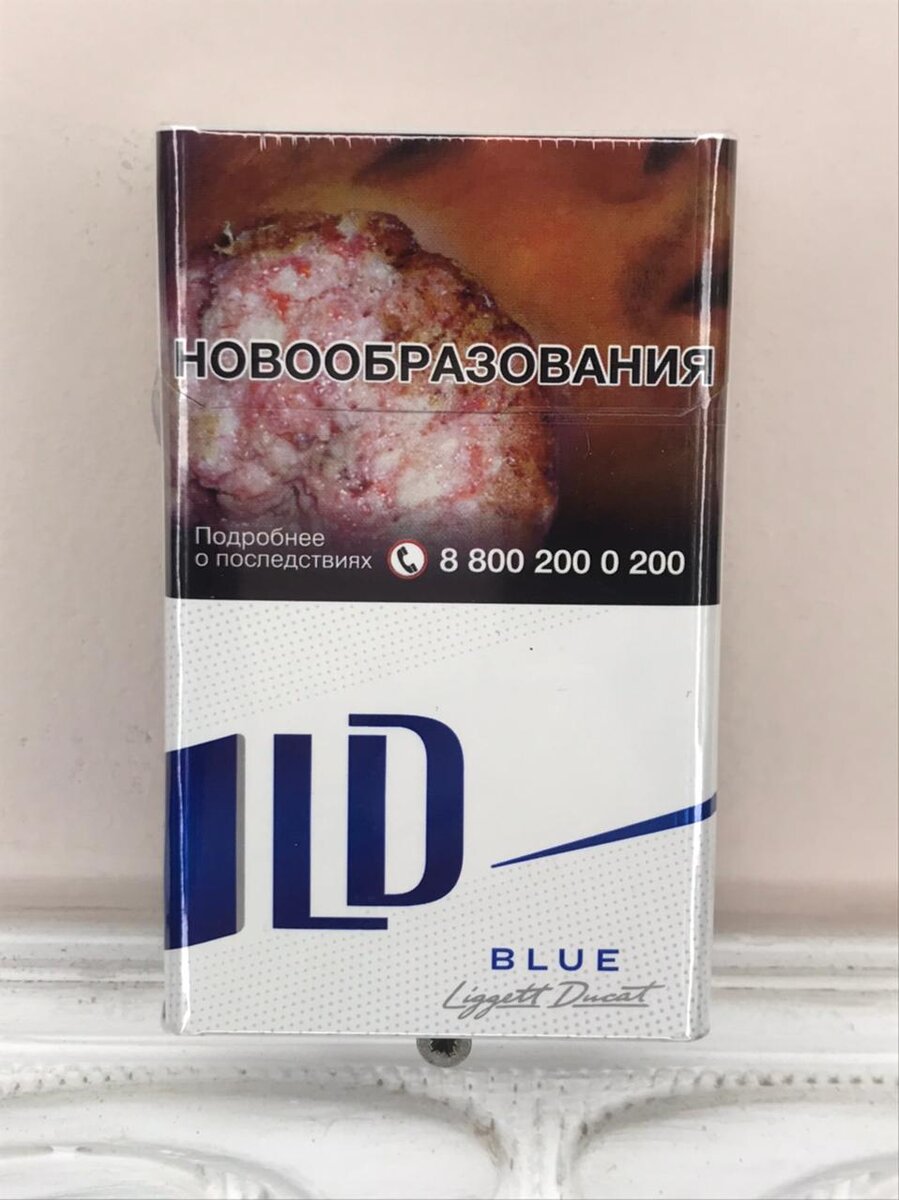 НОВООБРАЗОВАНИЯ
Подробнее
о последствиях 8 800 200 0 200
LD
BLUE
Liggett Ducat